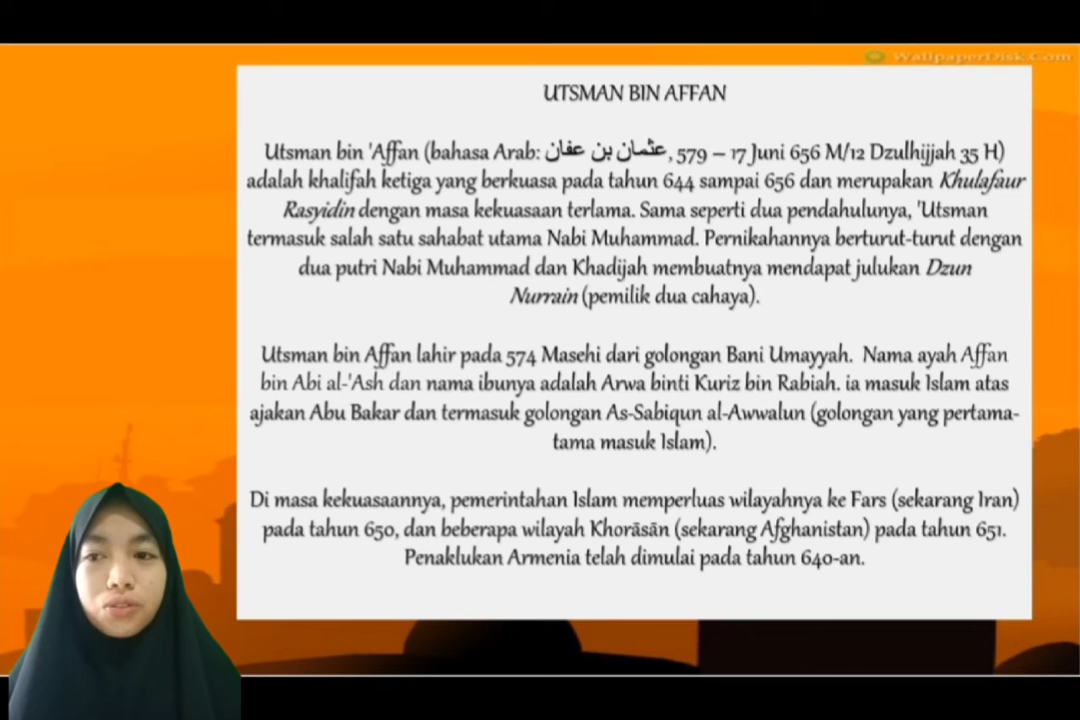 WallpaperDisk.Com
UTSMAN BIN AFFAN
Utsman bin 'Affan (bahasa Arab: عثمان بن عفان, 579 – 17 Juni 656 M/12 Dzulhijjah 35 H)
adalah khalifah ketiga yang berkuasa pada tahun 644 sampai 656 dan merupakan Khulafaur
Rasyidin dengan masa kekuasaan terlama. Sama seperti dua pendahulunya, 'Utsman
termasuk salah satu sahabat utama Nabi Muhammad. Pernikahannya berturut-turut dengan
dua putri Nabi Muhammad dan Khadijah membuatnya mendapat julukan Dzun
Nurrain (pemilik dua cahaya).
Utsman bin Affan lahir pada 574 Masehi dari golongan Bani Umayyah. Nama ayah Affan
bin Abi al-'Ash dan nama ibunya adalah Arwa binti Kuriz bin Rabiah. ia masuk Islam atas
ajakan Abu Bakar dan termasuk golongan As-Sabiqun al-Awwalun (golongan yang pertama-
tama masuk Islam).
Di masa kekuasaannya, pemerintahan Islam memperluas wilayahnya ke Fars (sekarang Iran)
pada tahun 650, dan beberapa wilayah Khorāsān (sekarang Afghanistan) pada tahun 651.
Penaklukan Armenia telah dimulai pada tahun 640-an.